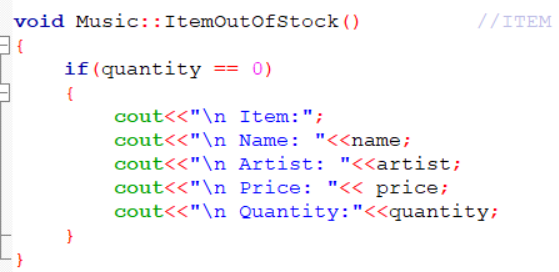 void Music::ItemOutOfStock() //ITEM
{
if(quantity == 0)
{
cout<<"\n Item:";
cout<<"\n Name: "<<name;
cout<<"\n Artist: "<<artist;
cout<<"\n Price: "<< price;
cout<<"\n Quantity:"<<quantity;
}
}